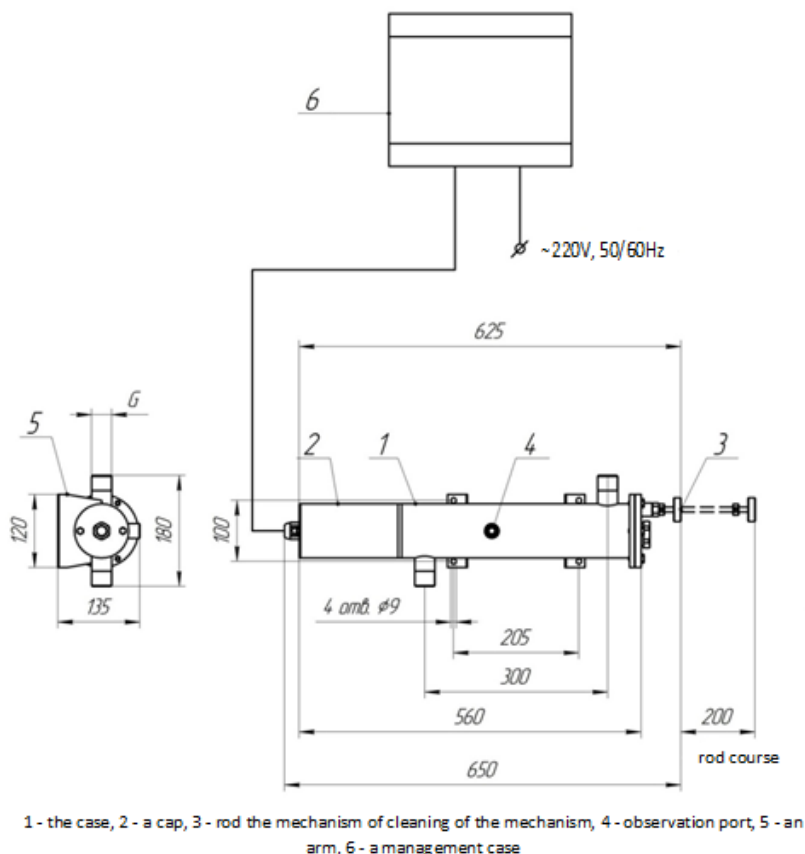 6
~220V, 50/60Hz
625
G
5
2
1
4
3
120
180
100
135
4 отв. ϕ9
205
300
560
200
rod course
650
1 - the case, 2 - a cap, 3 - rod the mechanism of cleaning of the mechanism, 4 - observation port, 5 - an
arm. 6 - a management case